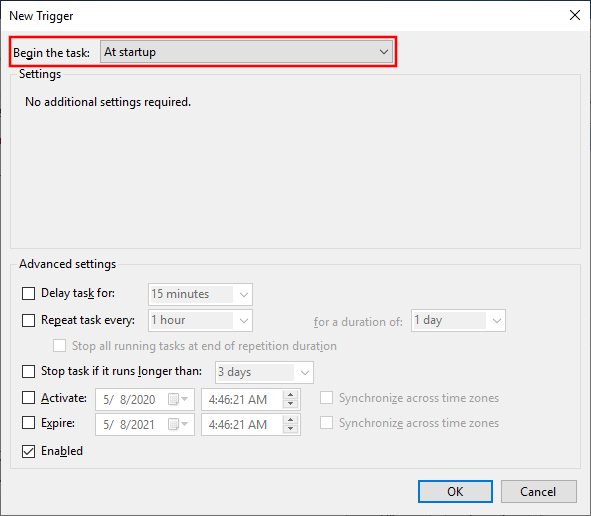 New Trigger
Begin the task: At startup
Settings
No additional settings required.
Advanced settings
Delay task for: 15 minutes
Repeat task every: 1 hour for a duration of: 1 day
Stop all running tasks at end of repetition duration
Stop task if it runs longer than: 3 days
Activate: 5/ 8/2020 4:46:21 AM Synchronize across time zones
Expire: 5/ 8/2021 4:46:21 AM Synchronize across time zones
Enabled
OK Cancel